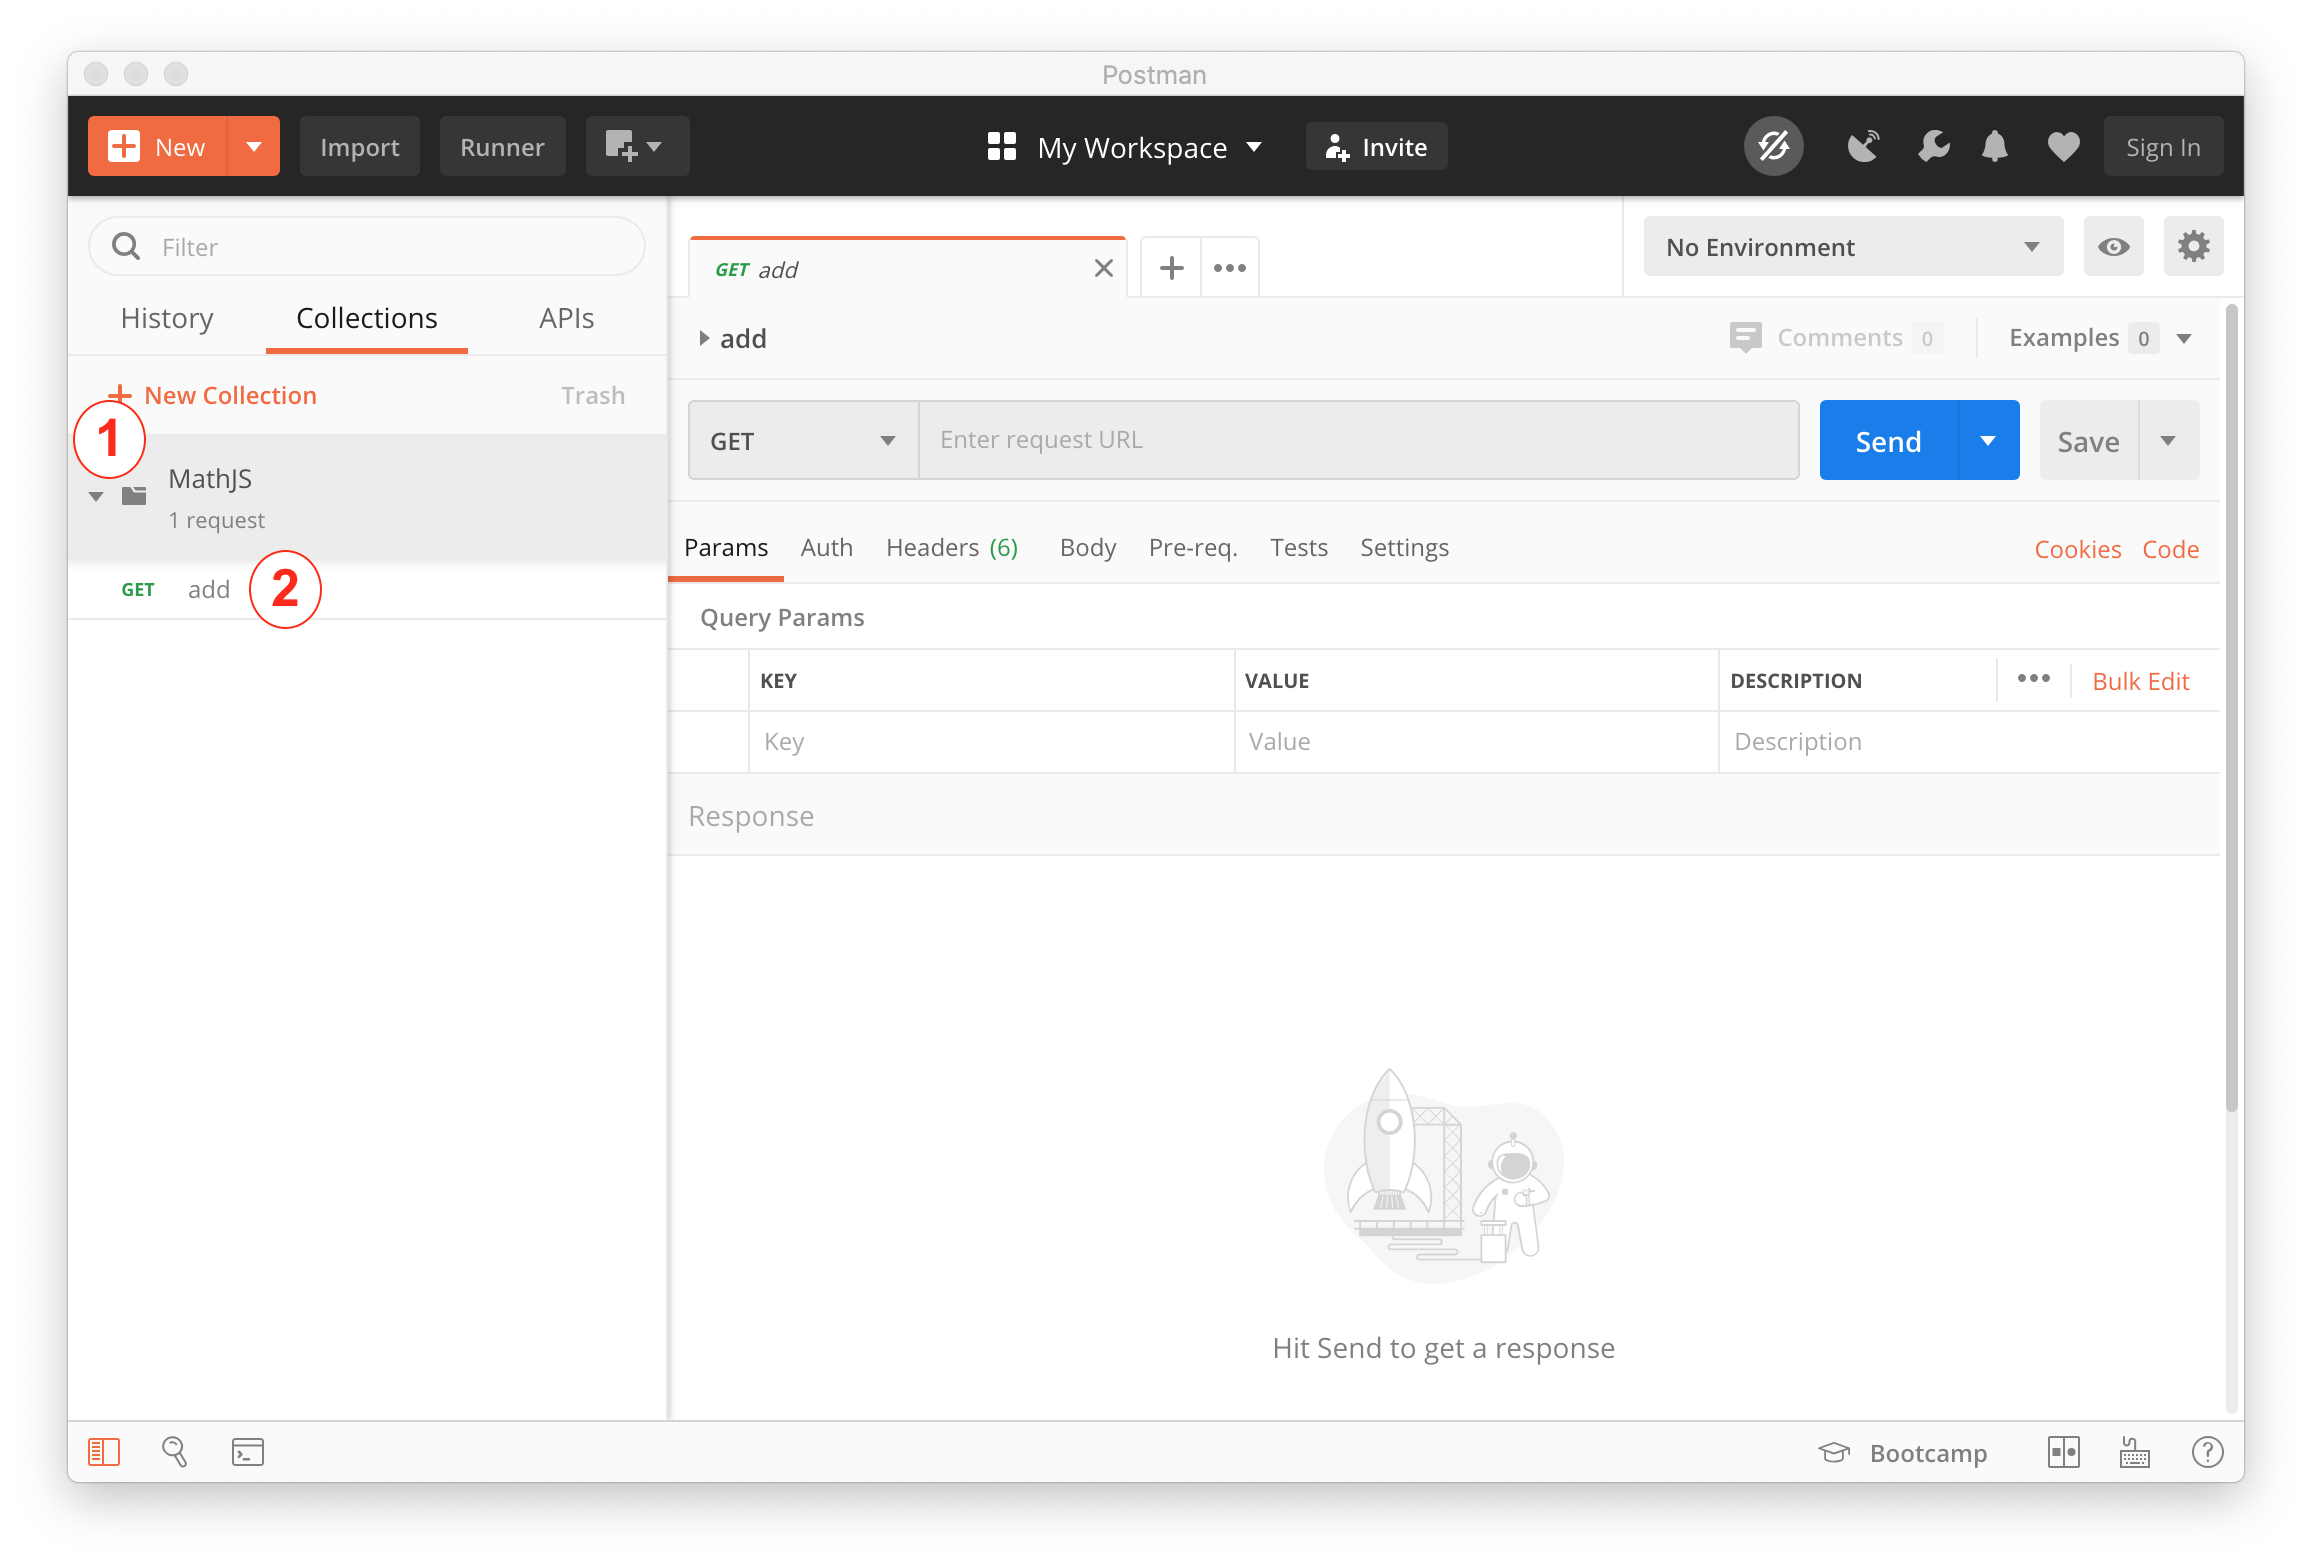 Postman
New
Import
Runner
My Workspace
Invite
Sign In
Filter
History
Collections
APIs
New Collection
Trash
1
MathJS
1 request
GET add
2
GET add
No Environment
add
Comments 0
Examples 0
GET
Enter request URL
Send
Save
Params
Auth
Headers (6)
Body
Pre-req.
Tests
Settings
Cookies
Code
Query Params
KEY
VALUE
DESCRIPTION
Bulk Edit
Key
Value
Description
Response
Hit Send to get a response
Bootcamp